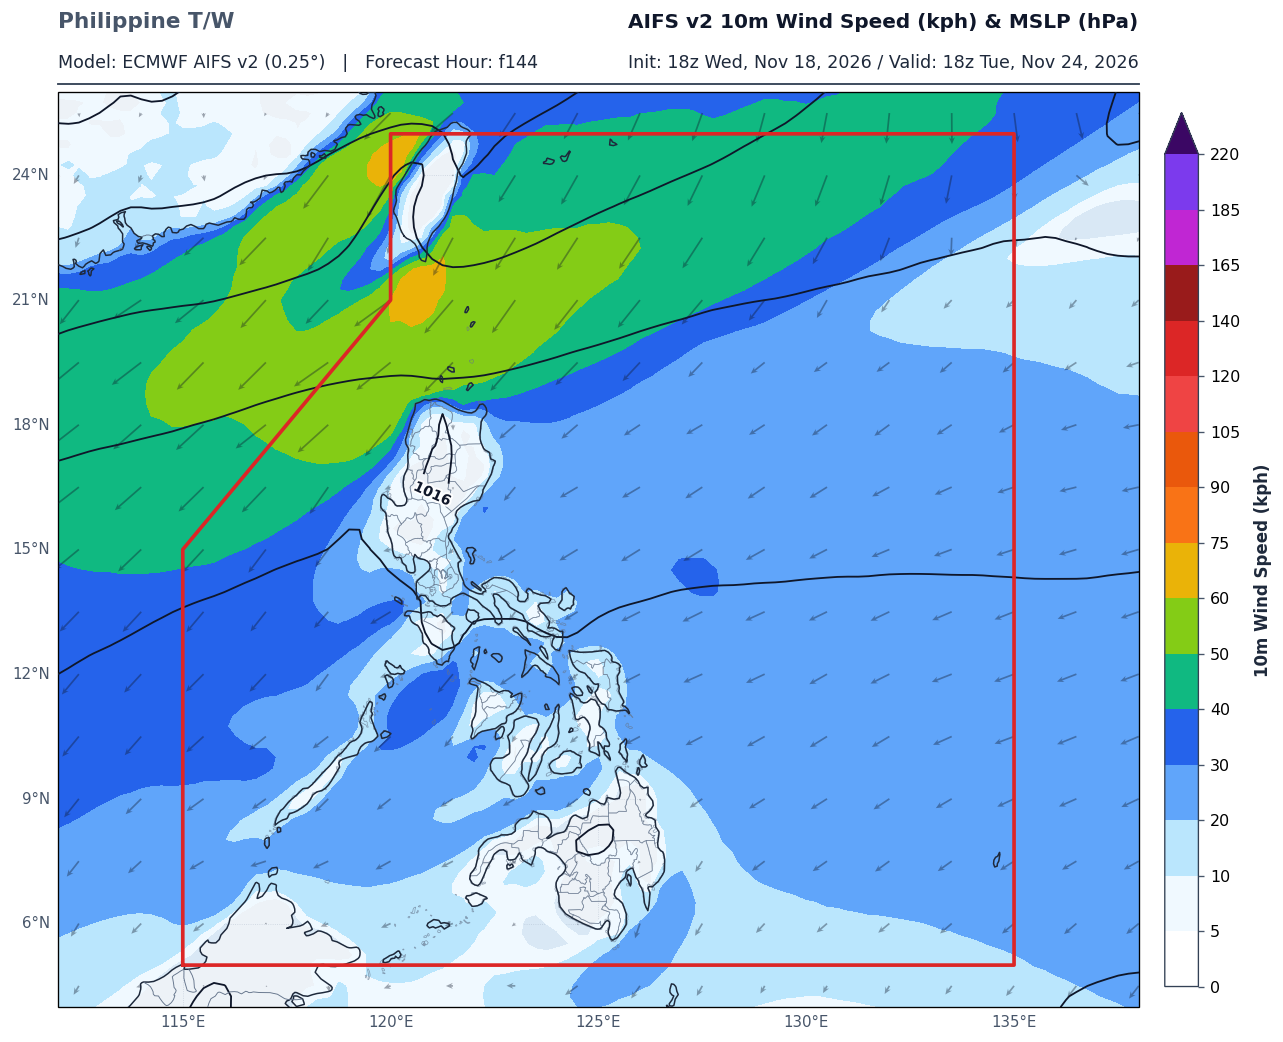 Philippine T/W
AIFS v2 10m Wind Speed (kph) & MSLP (hPa)
Model: ECMWF AIFS v2 (0.25°)   |   Forecast Hour: f144
Init: 18z Wed, Nov 18, 2026 / Valid: 18z Tue, Nov 24, 2026
24°N
21°N
18°N
15°N
12°N
9°N
6°N
1016
115°E
120°E
125°E
130°E
135°E
220
185
165
140
120
105
90
75
60
50
40
30
20
10
5
0
10m Wind Speed (kph)